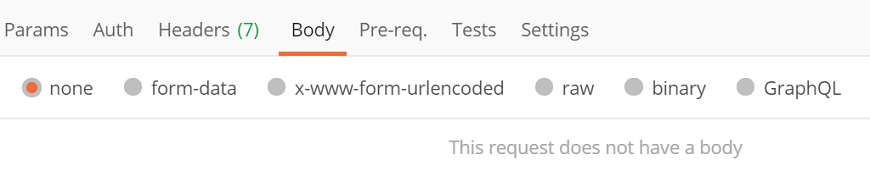 Params Auth Headers (7) Body Pre-req. Tests Settings
none form-data x-www-form-urlencoded raw binary GraphQL
This request does not have a body